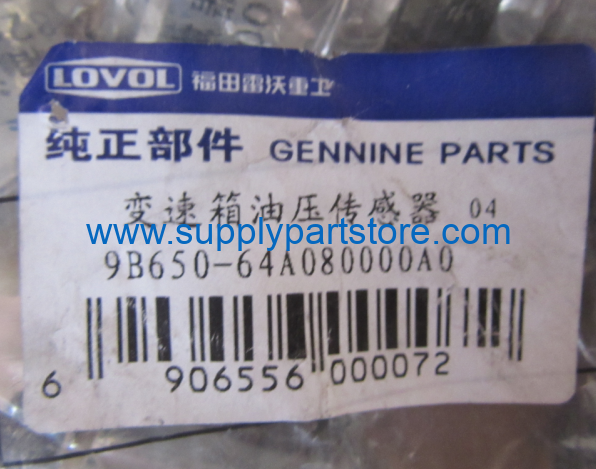 LOVOL 福田雷沃重工
纯正部件 GENNINE PARTS
变速箱油压传感器 04
www.supplypartstore.com
9B650-64A080000A0
6 906556 000072